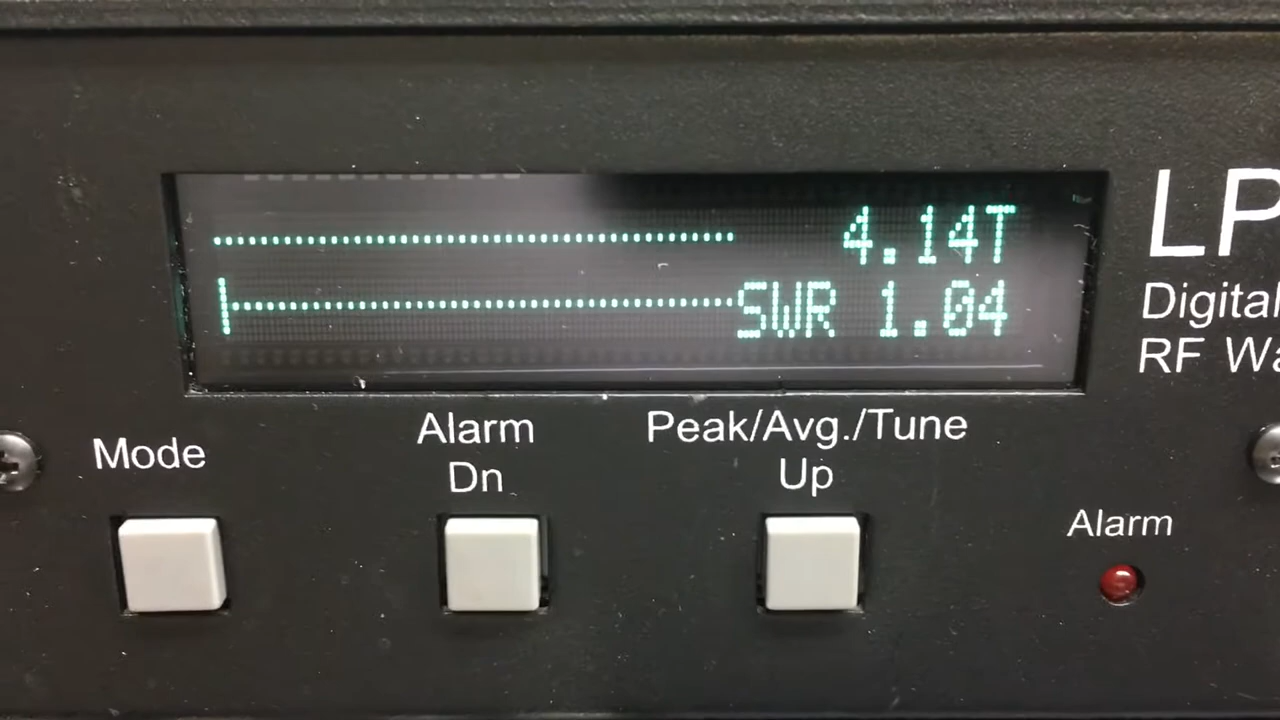 4.14T
SWR 1.04
LP
Digital
RF Wa
Mode
Alarm
Dn
Peak/Avg./Tune
Up
Alarm